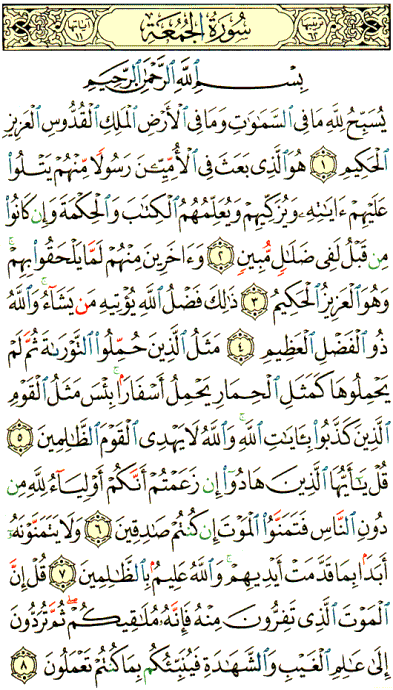 ترتيبها ٦٢ سُورَةُ الجُمُعَة آياتها ١١
بِسْمِ ٱللَّهِ ٱلرَّحْمَٰنِ ٱلرَّحِيمِ
يُسَبِّحُ لِلَّهِ مَا فِى ٱلسَّمَٰوَٰتِ وَمَا فِى ٱلْأَرْضِ ٱلْمَلِكِ ٱلْقُدُّوسِ ٱلْعَزِيزِ
ٱلْحَكِيمِ ١ هُوَ ٱلَّذِى بَعَثَ فِى ٱلْأُمِّيِّۦنَ رَسُولًا مِّنْهُمْ يَتْلُوا۟
عَلَيْهِمْ ءَايَٰتِهِۦ وَيُزَكِّيهِمْ وَيُعَلِّمُهُمُ ٱلْكِتَٰبَ وَٱلْحِكْمَةَ وَإِن كَانُوا۟
مِن قَبْلُ لَفِى ضَلَٰلٍ مُّبِينٍ ٢ وَءَاخَرِينَ مِنْهُمْ لَمَّا يَلْحَقُوا۟ بِهِمْ ۚ
وَهُوَ ٱلْعَزِيزُ ٱلْحَكِيمُ ٣ ذَٰلِكَ فَضْلُ ٱللَّهِ يُؤْتِيهِ مَن يَشَآءُ ۚ وَٱللَّهُ
ذُو ٱلْفَضْلِ ٱلْعَظِيمِ ٤ مَثَلُ ٱلَّذِينَ حُمِّلُوا۟ ٱلتَّوْرَىٰةَ ثُمَّ لَمْ
يَحْمِلُوهَا كَمَثَلِ ٱلْحِمَارِ يَحْمِلُ أَسْفَارًۢا ۚ بِئْسَ مَثَلُ ٱلْقَوْمِ
ٱلَّذِينَ كَذَّبُوا۟ بِـَٔايَٰتِ ٱللَّهِ ۚ وَٱللَّهُ لَا يَهْدِى ٱلْقَوْمَ ٱلظَّٰلِمِينَ
٥
قُلْ يَٰٓأَيُّهَا ٱلَّذِينَ هَادُوٓا۟ إِن زَعَمْتُمْ أَنَّكُمْ أَوْلِيَآءُ لِلَّهِ مِن
دُونِ ٱلنَّاسِ فَتَمَنَّوُا۟ ٱلْمَوْتَ إِن كُنتُمْ صَٰدِقِينَ ٦ وَلَا يَتَمَنَّوْنَهُۥٓ
أَبَدًۢا بِمَا قَدَّمَتْ أَيْدِيهِمْ ۚ وَٱللَّهُ عَلِيمٌۢ بِٱلظَّٰلِمِينَ ٧ قُلْ إِنَّ
ٱلْمَوْتَ ٱلَّذِى تَفِرُّونَ مِنْهُ فَإِنَّهُۥ مُلَٰقِيكُمْ ۖ ثُمَّ تُرَدُّونَ
إِلَىٰ عَٰلِمِ ٱلْغَيْبِ وَٱلشَّهَٰدَةِ فَيُنَبِّئُكُم بِمَا كُنتُمْ تَعْمَلُونَ ٨